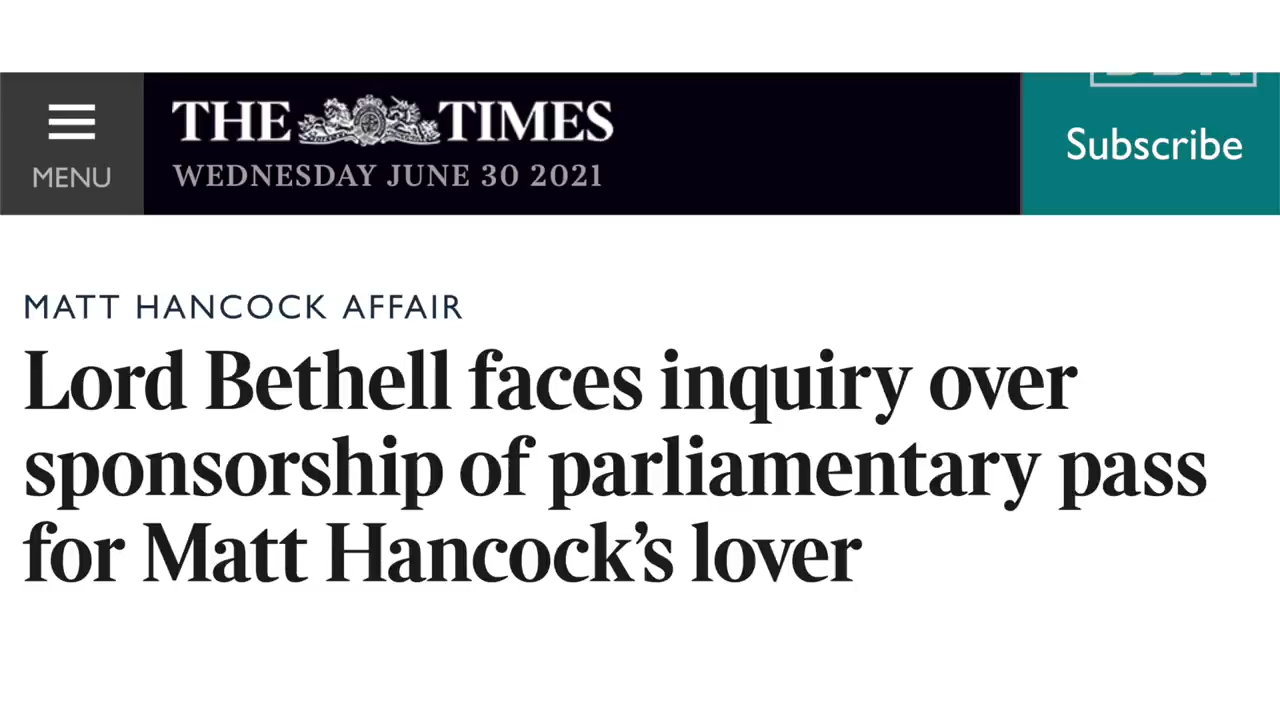 THE TIMES
MENU
WEDNESDAY JUNE 30 2021
Subscribe
MATT HANCOCK AFFAIR
Lord Bethell faces inquiry over
sponsorship of parliamentary pass
for Matt Hancock’s lover